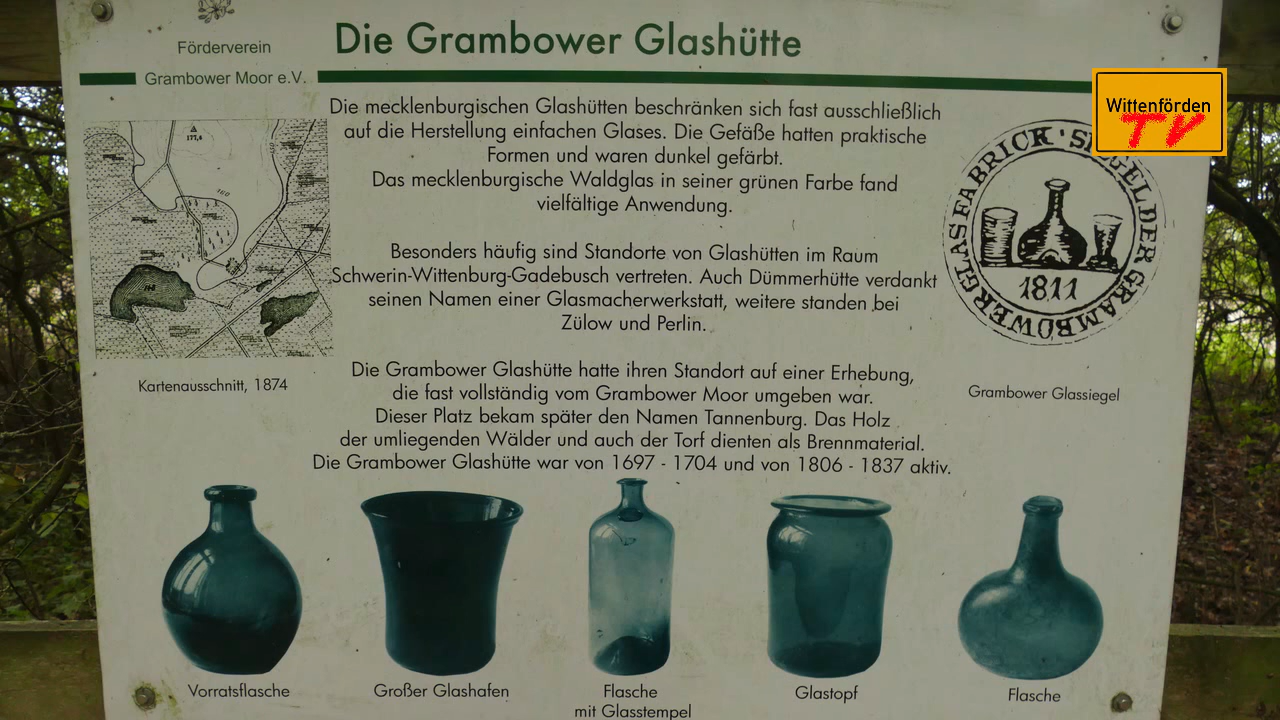 Förderverein
Grambower Moor e.V.
Die Grambower Glashütte
Wittenförden
TV
Die mecklenburgischen Glashütten beschränken sich fast ausschließlich
auf die Herstellung einfachen Glases. Die Gefäße hatten praktische
Formen und waren dunkel gefärbt.
Das mecklenburgische Waldglas in seiner grünen Farbe fand
vielfältige Anwendung.
Besonders häufig sind Standorte von Glashütten im Raum
Schwerin-Wittenburg-Gadebusch vertreten. Auch Dümmerhütte verdankt
seinen Namen einer Glasmacherwerkstatt, weitere standen bei
Zülow und Perlin.
Die Grambower Glashütte hatte ihren Standort auf einer Erhebung,
die fast vollständig vom Grambower Moor umgeben war.
Dieser Platz bekam später den Namen Tannenburg. Das Holz
der umliegenden Wälder und auch der Torf dienten als Brennmaterial.
Die Grambower Glashütte war von 1697 - 1704 und von 1806 - 1837 aktiv.
177,4
Kartenausschnitt, 1874
DER GRAMBOWER GLASFABRICK
1811
Grambower Glassiegel
Vorratsflasche
Großer Glashafen
Flasche
mit Glasstempel
Glastopf
Flasche